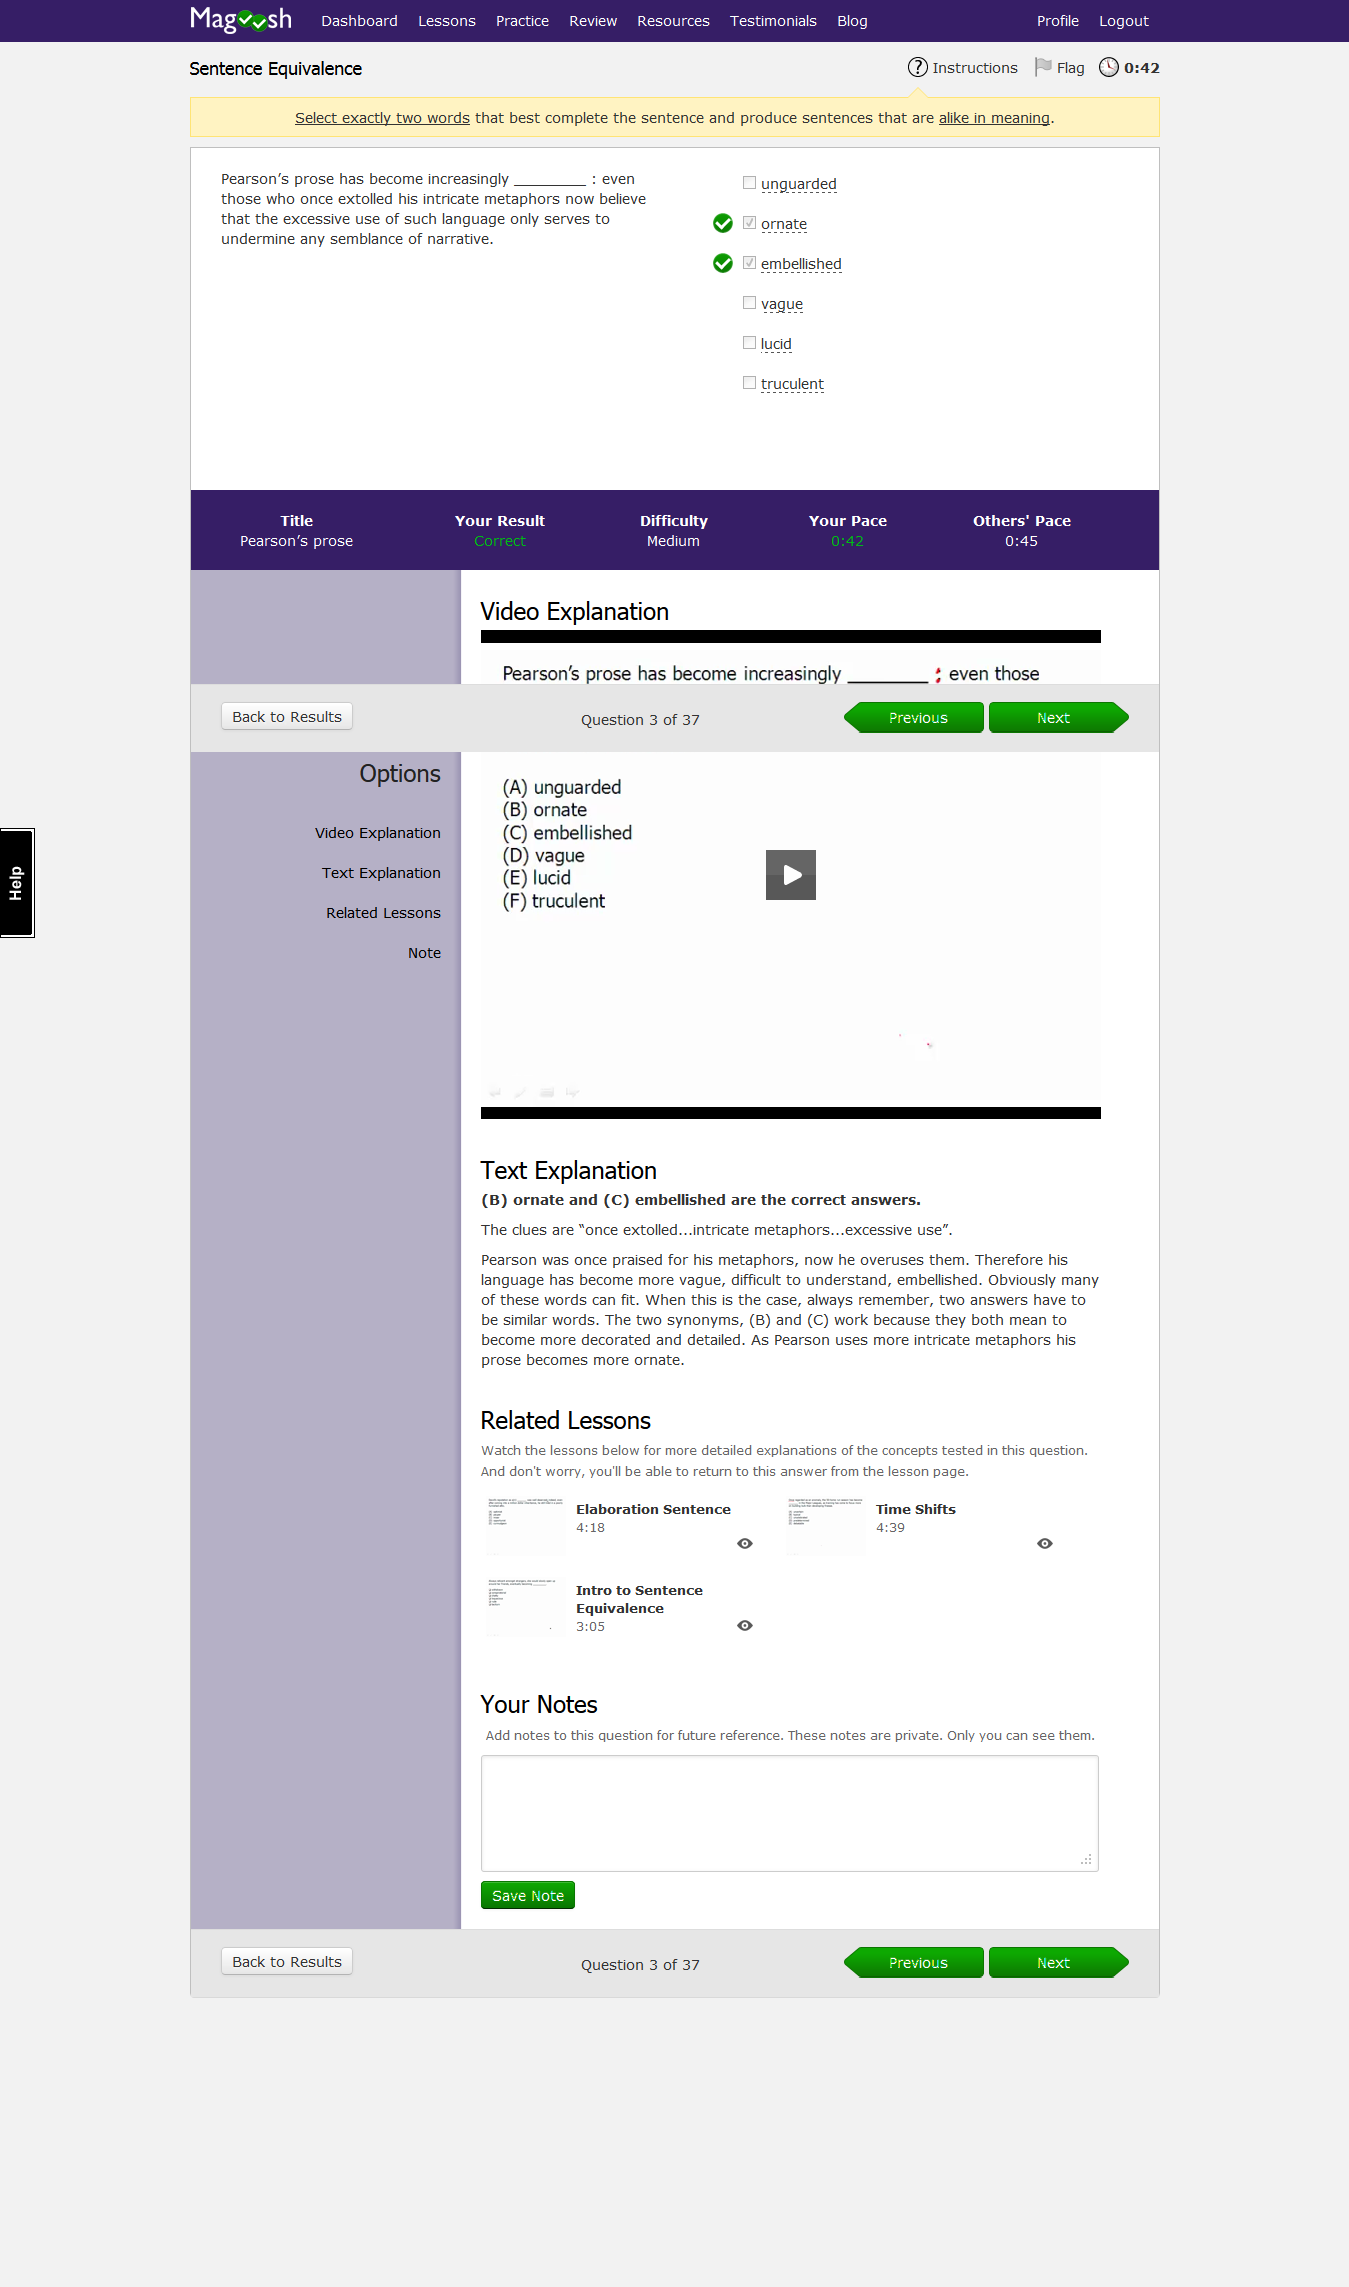 Magoosh Dashboard Lessons Practice Review Resources Testimonials Blog Profile Logout
Sentence Equivalence
Instructions Flag 0:42
Select exactly two words that best complete the sentence and produce sentences that are alike in meaning.
Pearson’s prose has become increasingly _________ : even
those who once extolled his intricate metaphors now believe
that the excessive use of such language only serves to
undermine any semblance of narrative.
unguarded
ornate
embellished
vague
lucid
truculent
Title Your Result Difficulty Your Pace Others' Pace
Pearson’s prose Correct Medium 0:42 0:45
Video Explanation
Pearson’s prose has become increasingly ________ : even those
Back to Results Question 3 of 37 Previous Next
Options
Video Explanation
Text Explanation
Related Lessons
Note
(A) unguarded
(B) ornate
(C) embellished
(D) vague
(E) lucid
(F) truculent
Help
Text Explanation
(B) ornate and (C) embellished are the correct answers.
The clues are “once extolled...intricate metaphors...excessive use”.
Pearson was once praised for his metaphors, now he overuses them. Therefore his
language has become more vague, difficult to understand, embellished. Obviously many
of these words can fit. When this is the case, always remember, two answers have to
be similar words. The two synonyms, (B) and (C) work because they both mean to
become more decorated and detailed. As Pearson uses more intricate metaphors his
prose becomes more ornate.
Related Lessons
Watch the lessons below for more detailed explanations of the concepts tested in this question.
And don't worry, you'll be able to return to this answer from the lesson page.
Elaboration Sentence
4:18
Time Shifts
4:39
Intro to Sentence
Equivalence
3:05
Your Notes
Add notes to this question for future reference. These notes are private. Only you can see them.
Save Note
Back to Results Question 3 of 37 Previous Next